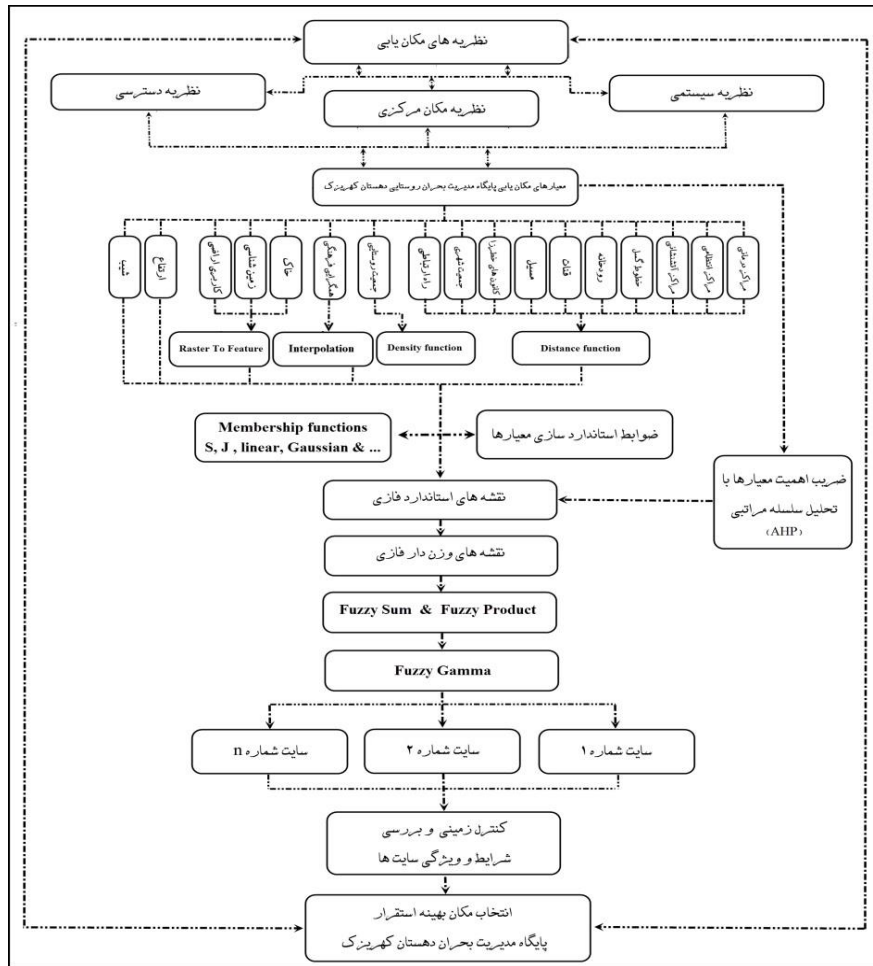 نظریه های مکان یابی
نظریه سیستمی
نظریه مکان مرکزی
نظریه دسترسی
معیارهای مکان یابی پایگاه مدیریت بحران روستایی دهستان کهریزک
مراکز درمانی
مراکز انتظامی
مراکز آتشنشانی
خطوط گسل
رودخانه
قنات
مسیل
کانون های خطرزا
جمعیت شهری
راه ارتباطی
جمعیت روستایی
همگرایی فرهنگی
خاک
زمین شناسی
کاربری اراضی
ارتفاع
شیب
Raster To Feature
Interpolation
Density function
Distance function
Membership functions
S, J , linear, Gaussian & ...
ضوابط استاندارد سازی معیارها
ضریب اهمیت معیارها با
تحلیل سلسله مراتبی
(AHP)
نقشه های استاندارد فازی
نقشه های وزن دار فازی
Fuzzy Sum & Fuzzy Product
Fuzzy Gamma
سایت شماره ۱
سایت شماره ۲
سایت شماره n
کنترل زمینی و بررسی
شرایط و ویژگی سایت ها
انتخاب مکان بهینه استقرار
پایگاه مدیریت بحران دهستان کهریزک